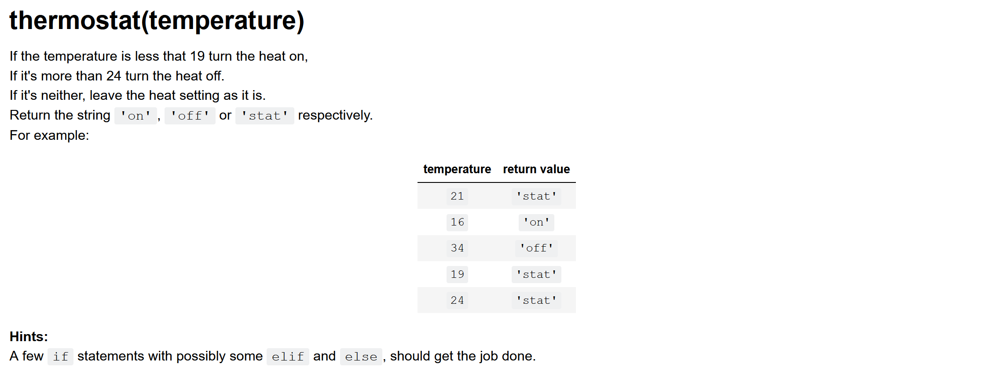 thermostat(temperature)
If the temperature is less that 19 turn the heat on,
If it's more than 24 turn the heat off.
If it's neither, leave the heat setting as it is.
Return the string 'on' , 'off' or 'stat' respectively.
For example:
temperature return value
21 'stat'
16 'on'
34 'off'
19 'stat'
24 'stat'
Hints:
A few if statements with possibly some elif and else , should get the job done.